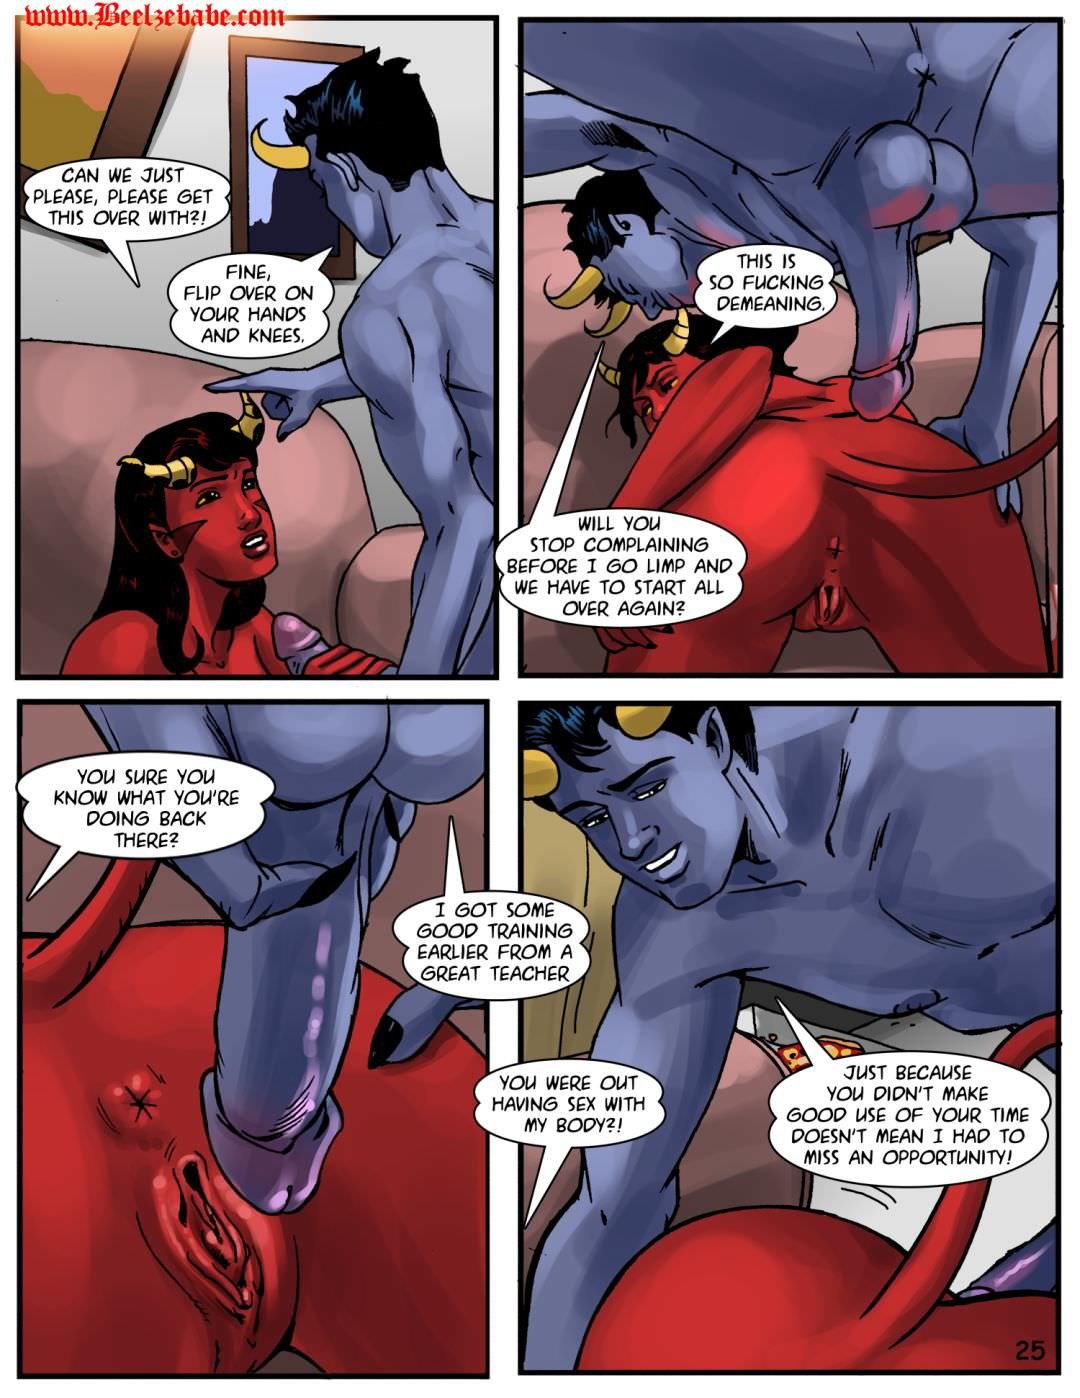 www.Beelzebabe.com
CAN WE JUST
PLEASE, PLEASE GET
THIS OVER WITH?!
FINE,
FLIP OVER ON
YOUR HANDS
AND KNEES.
THIS IS
SO FUCKING
DEMEANING.
WILL YOU
STOP COMPLAINING
BEFORE I GO LIMP AND
WE HAVE TO START ALL
OVER AGAIN?
YOU SURE YOU
KNOW WHAT YOU'RE
DOING BACK
THERE?
I GOT SOME
GOOD TRAINING
EARLIER FROM A
GREAT TEACHER
YOU WERE OUT
HAVING SEX WITH
MY BODY?!
JUST BECAUSE
YOU DIDN'T MAKE
GOOD USE OF YOUR TIME
DOESN'T MEAN I HAD TO
MISS AN OPPORTUNITY!
25